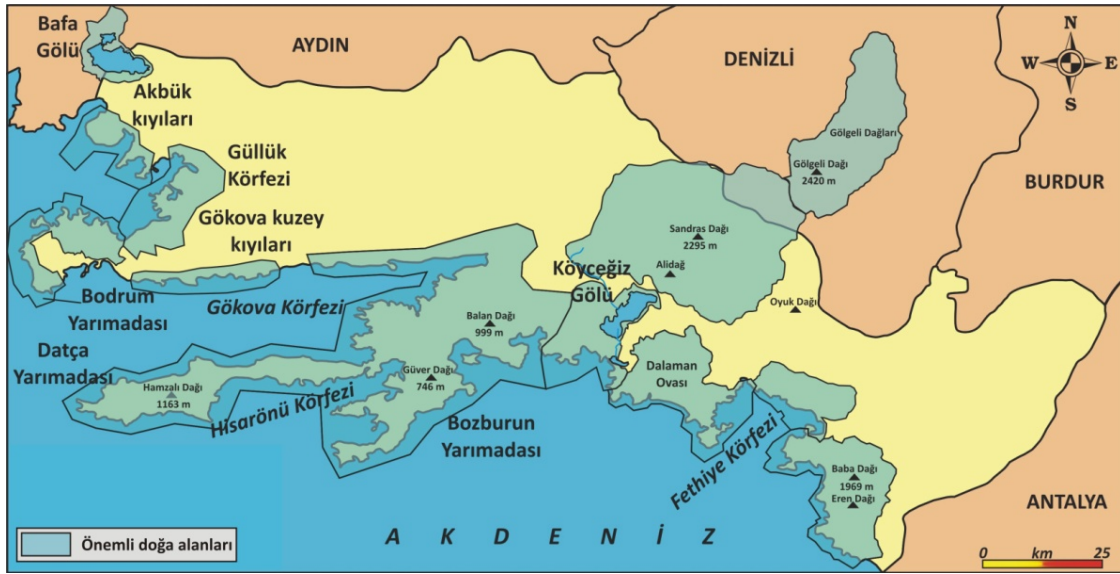 Bafa
Gölü
AYDIN
DENİZLİ
N
W
E
S
Akbük
kıyıları
Gölgeli Dağları
Gölgeli Dağı
2420 m
Güllük
Körfezi
BURDUR
Gökova kuzey
kıyıları
Sandras Dağı
2295 m
Alidağ
Köyceğiz
Gölü
Oyuk Dağı
Bodrum
Yarımadası
Gökova Körfezi
Balan Dağı
999 m
Datça
Yarımadası
Hamzalı Dağı
1163 m
Güver Dağı
746 m
Dalaman
Ovası
Hisarönü Körfezi
Bozburun
Yarımadası
Fethiye Körfezi
Baba Dağı
1969 m
Eren Dağı
ANTALYA
AKDENİZ
Önemli doğa alanları
0 km 25